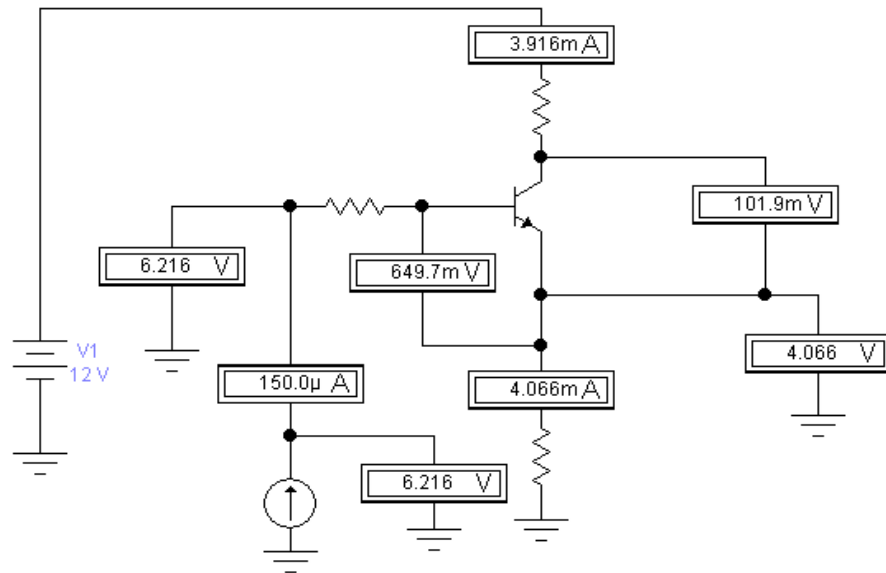 3.916m A
101.9m V
6.216 V
649.7m V
V1
12 V
4.066 V
150.0µ A
4.066m A
6.216 V